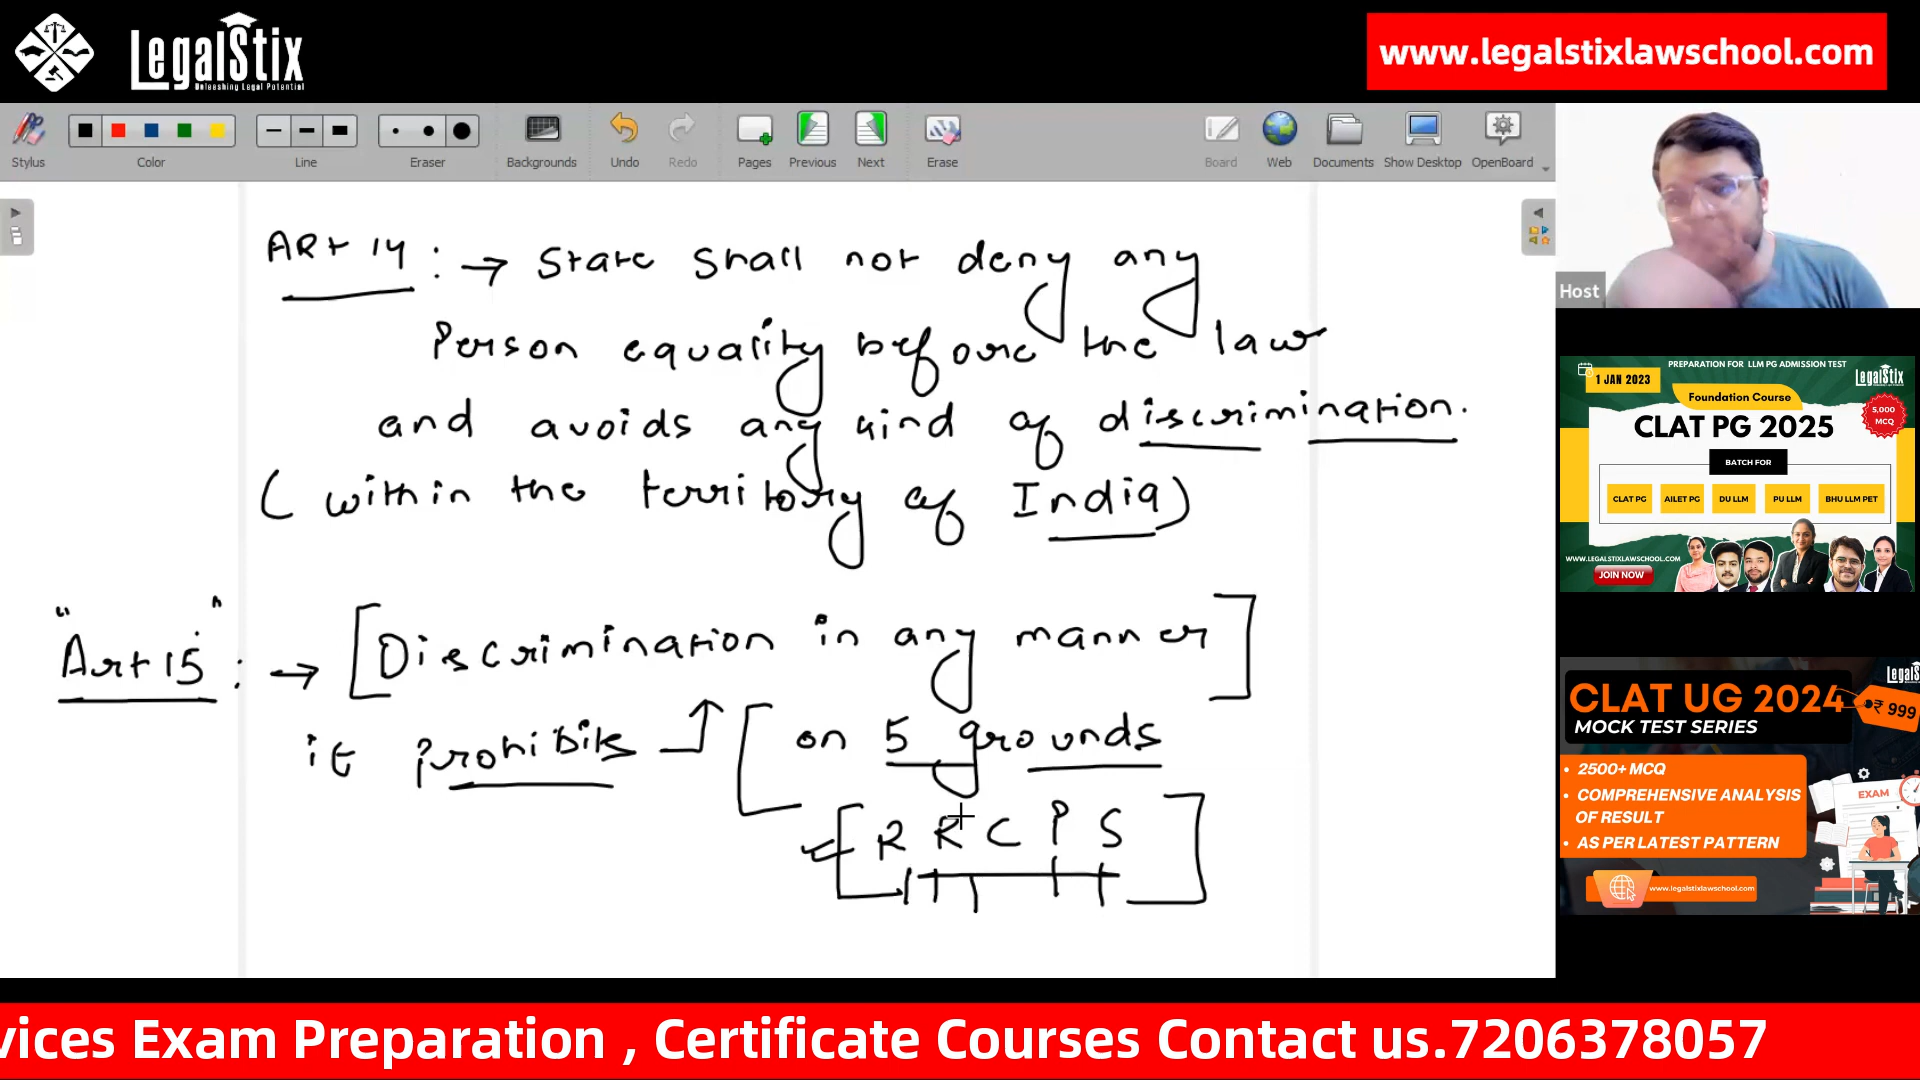 LegalStix
Unleashing Legal Potential
www.legalstixlawschool.com
Stylus
Color
Line
Eraser
Backgrounds
Undo
Redo
Pages
Previous
Next
Erase
Board
Web
Documents
Show Desktop
OpenBoard
ARt 14 : → State shall not deny any
Person equality before the law
and avoids any kind of discrimination.
( within the territory of India)
"Art 15" : → [Discrimination in any manner]
it prohibits [ on 5 grounds
[ R R C P S ]
Host
1 JAN 2023
PREPARATION FOR LLM PG ADMISSION TEST
LegalStix
Foundation Course
CLAT PG 2025
5,000
MCQ
BATCH FOR
CLAT PG
AILET PG
DU LLM
PU LLM
BHU LLM PET
WWW.LEGALSTIXLAWSCHOOL.COM
JOIN NOW
LegalS
CLAT UG 2024
₹ 999
MOCK TEST SERIES
• 2500+ MCQ
• COMPREHENSIVE ANALYSIS
OF RESULT
• AS PER LATEST PATTERN
EXAM
www.legalstixlawschool.com
vices Exam Preparation , Certificate Courses Contact us.7206378057